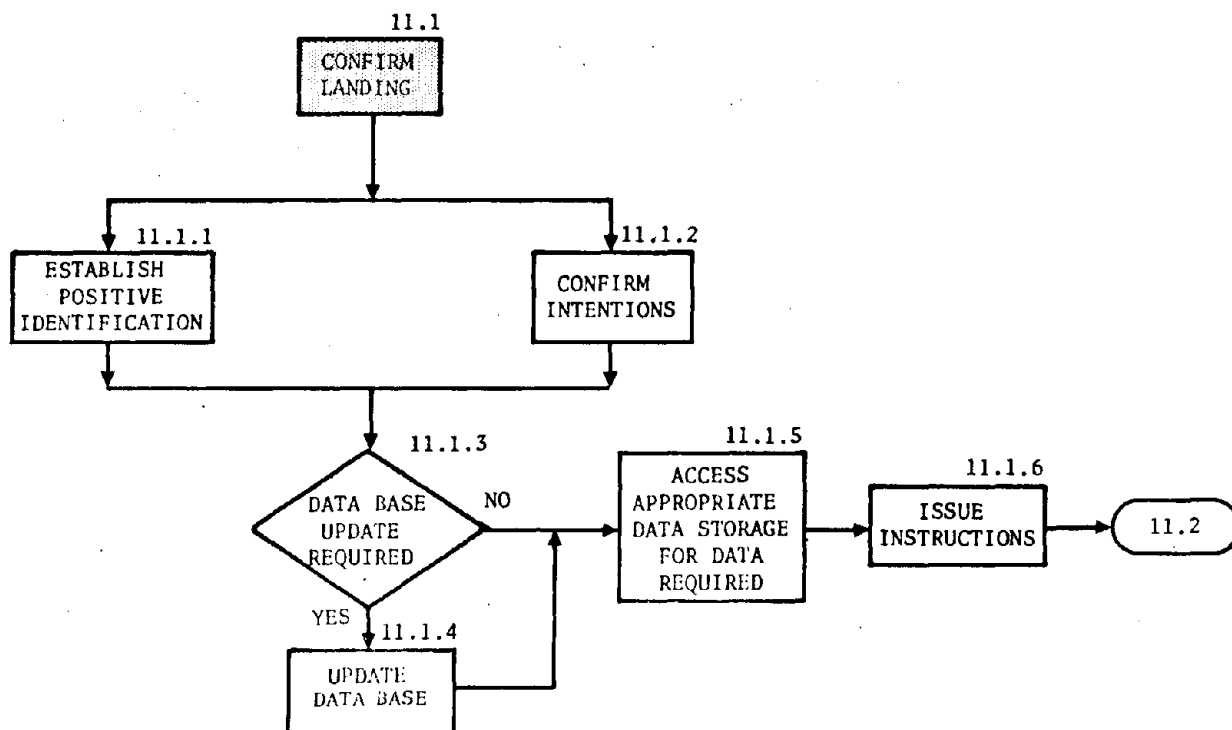 11.1
CONFIRM
LANDING
11.1.1
ESTABLISH
POSITIVE
IDENTIFICATION
11.1.2
CONFIRM
INTENTIONS
11.1.3
DATA BASE
UPDATE
REQUIRED
NO
YES
11.1.4
UPDATE
DATA BASE
11.1.5
ACCESS
APPROPRIATE
DATA STORAGE
FOR DATA
REQUIRED
11.1.6
ISSUE
INSTRUCTIONS
11.2